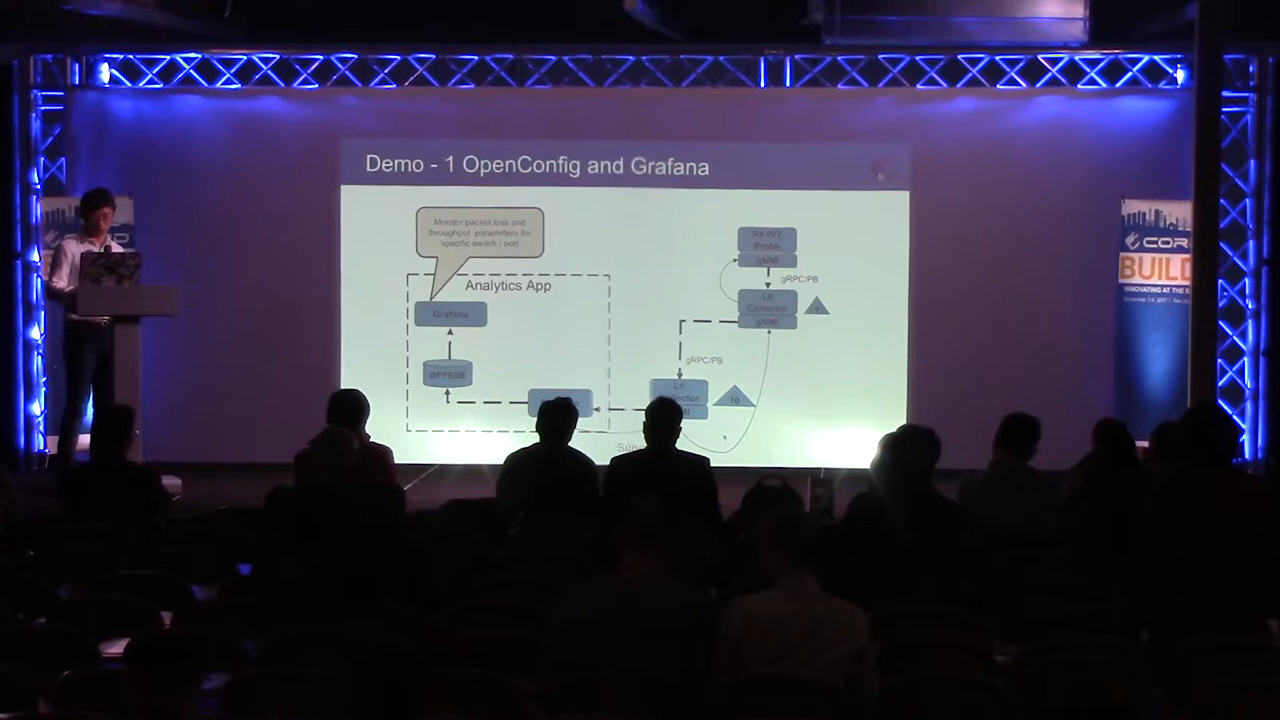 Demo - 1 OpenConfig and Grafana
Monitor packet loss and
throughput parameters for
specific switch / port
Analytics App
Grafana
P4 INT
Probe
gNMI
gRPC/PB
L0
Collector
gNMI
1
gRPC/PB
L1
10
COR
BUILD
INNOVATING AT THE E